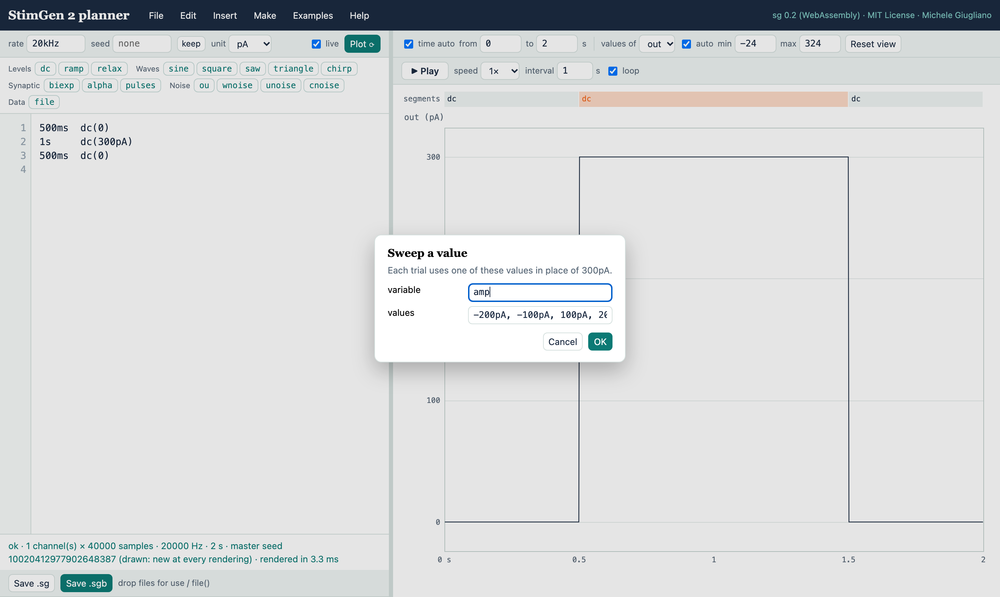 StimGen 2 planner File Edit Insert Make Examples Help sg 0.2 (WebAssembly) · MIT License · Michele Giugliano
rate 20kHz seed none keep unit pA live Plot ⟳
time auto from 0 to 2 s values of out auto min −24 max 324 Reset view
▶ Play speed 1× interval 1 s loop
Levels dc ramp relax Waves sine square saw triangle chirp
Synaptic biexp alpha pulses Noise ou wnoise unoise cnoise
Data file
1 500ms dc(0)
2 1s dc(300pA)
3 500ms dc(0)
4
segments dc dc dc
out (pA)
300
100
0
0 s 0.5 1 1.5 2
Sweep a value
Each trial uses one of these values in place of 300pA.
variable amp
values −200pA, −100pA, 100pA, 20
Cancel OK
ok · 1 channel(s) × 40000 samples · 20000 Hz · 2 s · master seed
10020412977902648387 (drawn: new at every rendering) · rendered in 3.3 ms
Save .sg Save .sgb drop files for use / file()